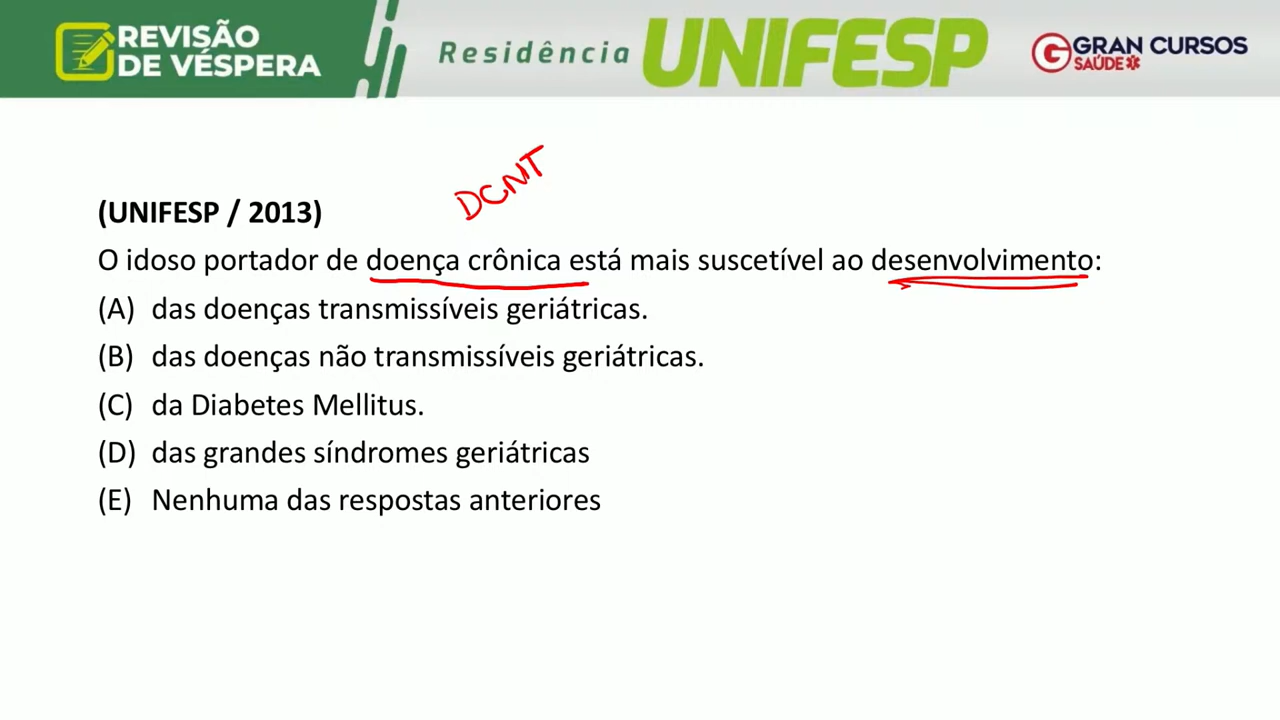 REVISÃO
DE VÉSPERA
Residência UNIFESP
GRAN CURSOS
SAÚDE
DCNT
(UNIFESP / 2013)
O idoso portador de doença crônica está mais suscetível ao desenvolvimento:
(A) das doenças transmissíveis geriátricas.
(B) das doenças não transmissíveis geriátricas.
(C) da Diabetes Mellitus.
(D) das grandes síndromes geriátricas
(E) Nenhuma das respostas anteriores